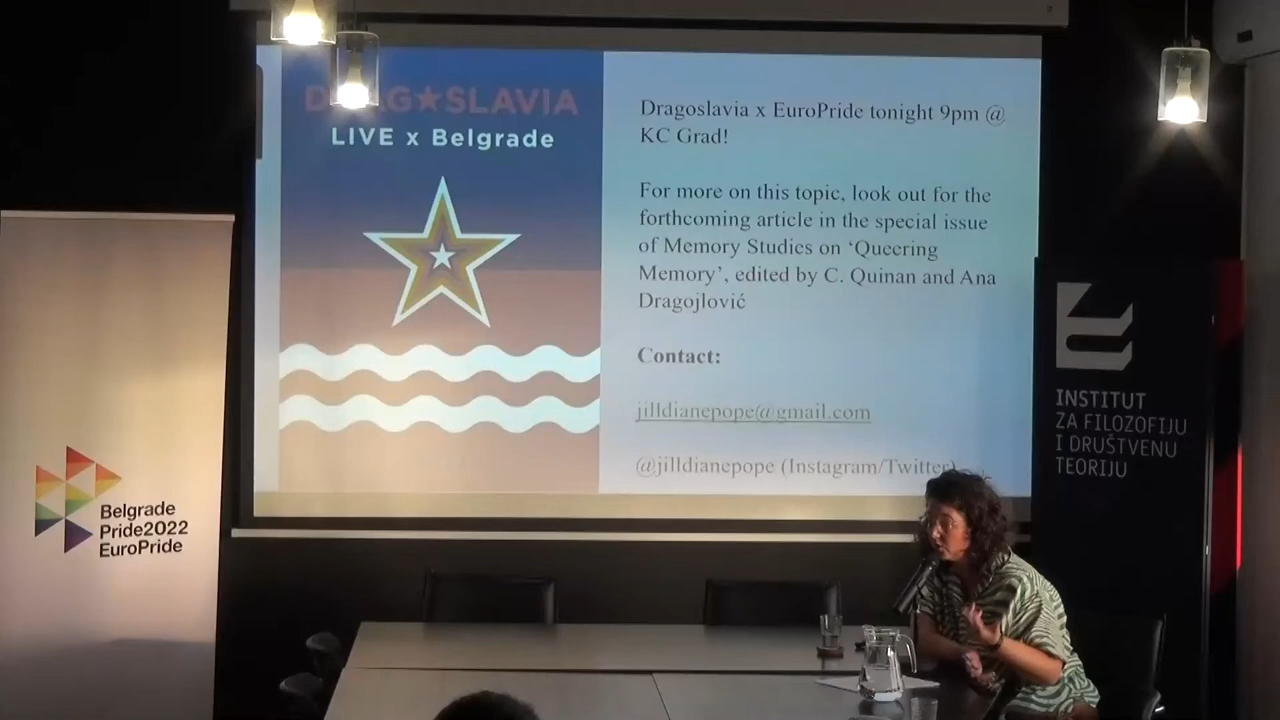 DRAG★SLAVIA
LIVE x Belgrade
Dragoslavia x EuroPride tonight 9pm @
KC Grad!
For more on this topic, look out for the
forthcoming article in the special issue
of Memory Studies on ‘Queering
Memory’, edited by C. Quinan and Ana
Dragojlović
Contact:
jilldianepope@gmail.com
@jilldianepope (Instagram/Twitter)
Belgrade
Pride2022
EuroPride
INSTITUT
ZA FILOZOFIJU
I DRUŠTVENU
TEORIJU